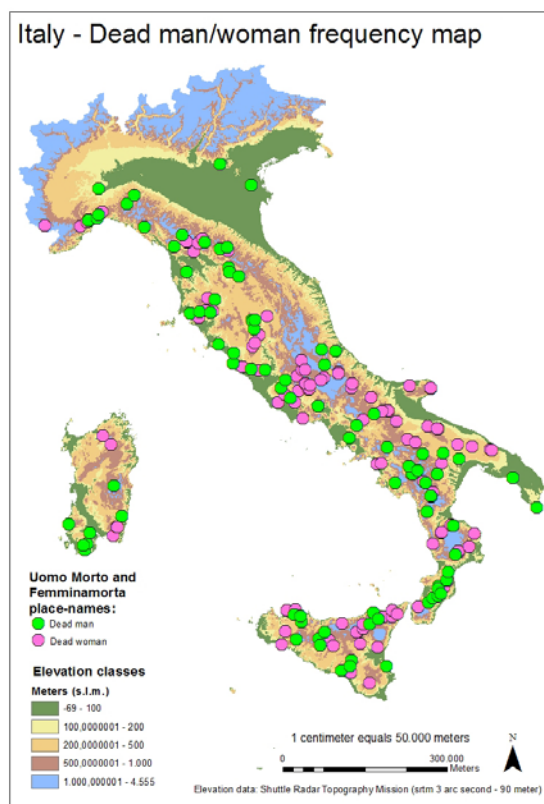 Italy - Dead man/woman frequency map
Uomo Morto and
Femminamorta
place-names:
Dead man
Dead woman
Elevation classes
Meters (s.l.m.)
-69 - 100
100,0000001 - 200
200,0000001 - 500
500,0000001 - 1.000
1.000,000001 - 4.555
1 centimeter equals 50.000 meters
N
0
300.000
Meters
Elevation data: Shuttle Radar Topography Mission (srtm 3 arc second - 90 meter)